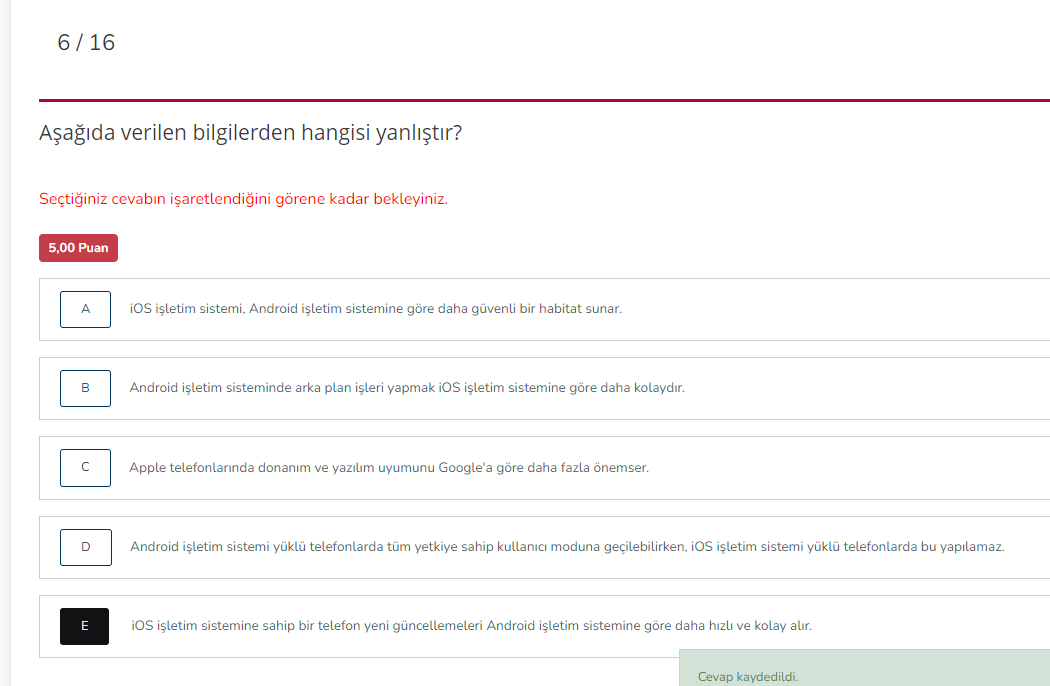 6 / 16
Aşağıda verilen bilgilerden hangisi yanlıştır?
Seçtiğiniz cevabın işaretlendiğini görene kadar bekleyiniz.
5,00 Puan
A iOS işletim sistemi, Android işletim sistemine göre daha güvenli bir habitat sunar.
B Android işletim sisteminde arka plan işleri yapmak iOS işletim sistemine göre daha kolaydır.
C Apple telefonlarında donanım ve yazılım uyumunu Google'a göre daha fazla önemser.
D Android işletim sistemi yüklü telefonlarda tüm yetkiye sahip kullanıcı moduna geçilebilirken, iOS işletim sistemi yüklü telefonlarda bu yapılamaz.
E iOS işletim sistemine sahip bir telefon yeni güncellemeleri Android işletim sistemine göre daha hızlı ve kolay alır.
Cevap kaydedildi.